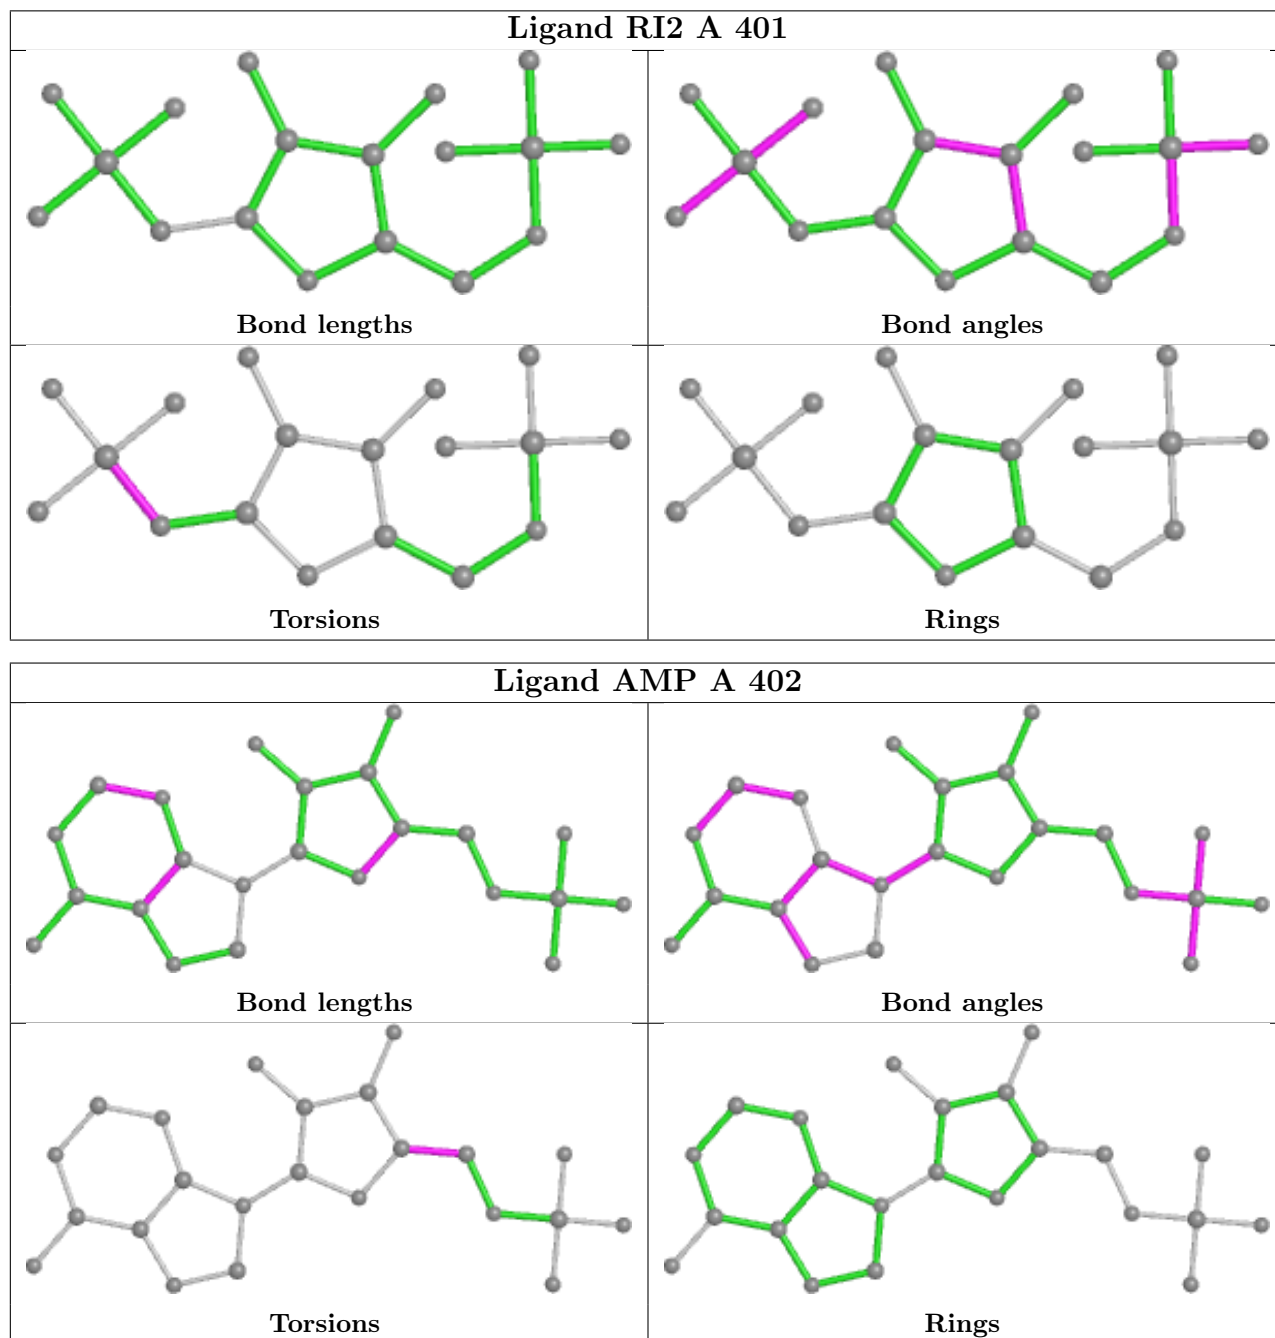 Ligand RI2 A 401
Bond lengths
Bond angles
Torsions
Rings
Ligand AMP A 402
Bond lengths
Bond angles
Torsions
Rings